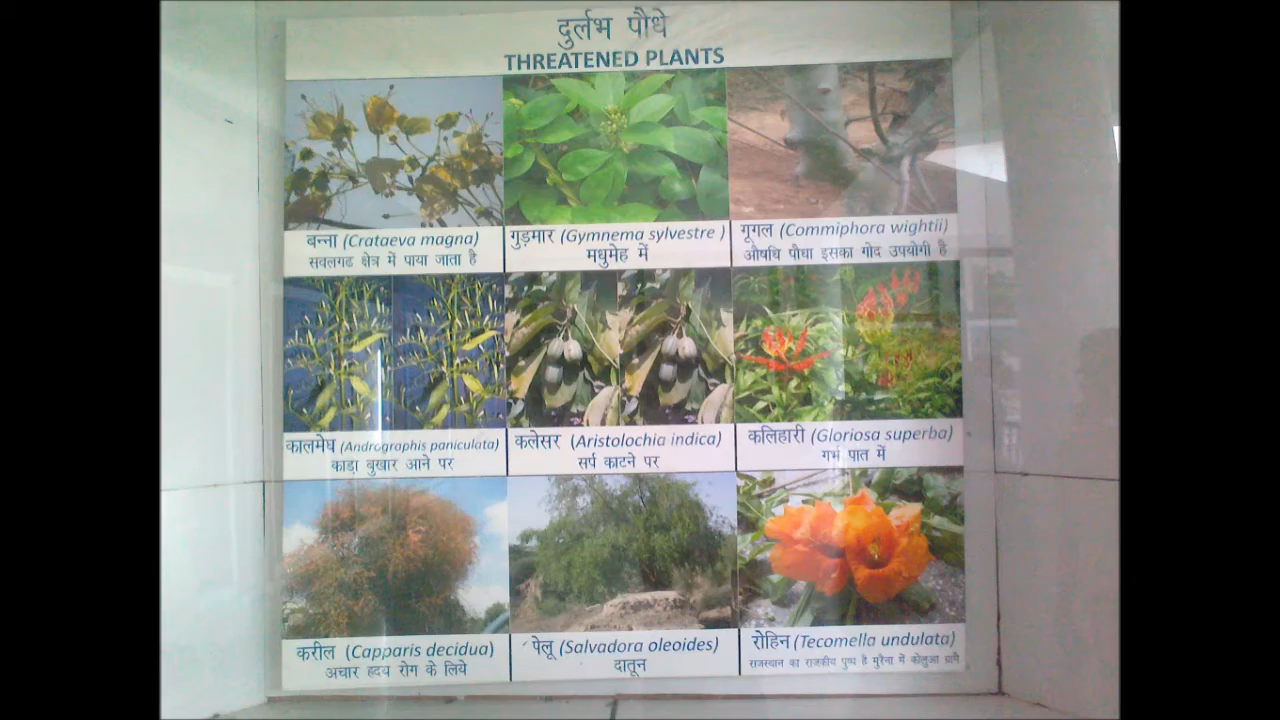 दुर्लभ पौधे
THREATENED PLANTS
बन्ना (Crataeva magna)
सबलगढ क्षेत्र में पाया जाता है
गुड़मार (Gymnema sylvestre )
मधुमेह में
गूगल (Commiphora wightii)
औषधि पौधा इसका गोद उपयोगी है
कालमेघ (Andrographis paniculata)
काड़ा बुखार आने पर
कलेसर (Aristolochia indica)
सर्प काटने पर
कलिहारी (Gloriosa superba)
गर्भ पात में
करील (Capparis decidua)
अचार ह्रदय रोग के लिये
पेलू (Salvadora oleoides)
दातून
रोहिन (Tecomella undulata)
राजस्थान का राजकीय पुष्प है मुरैना में कोलुआ